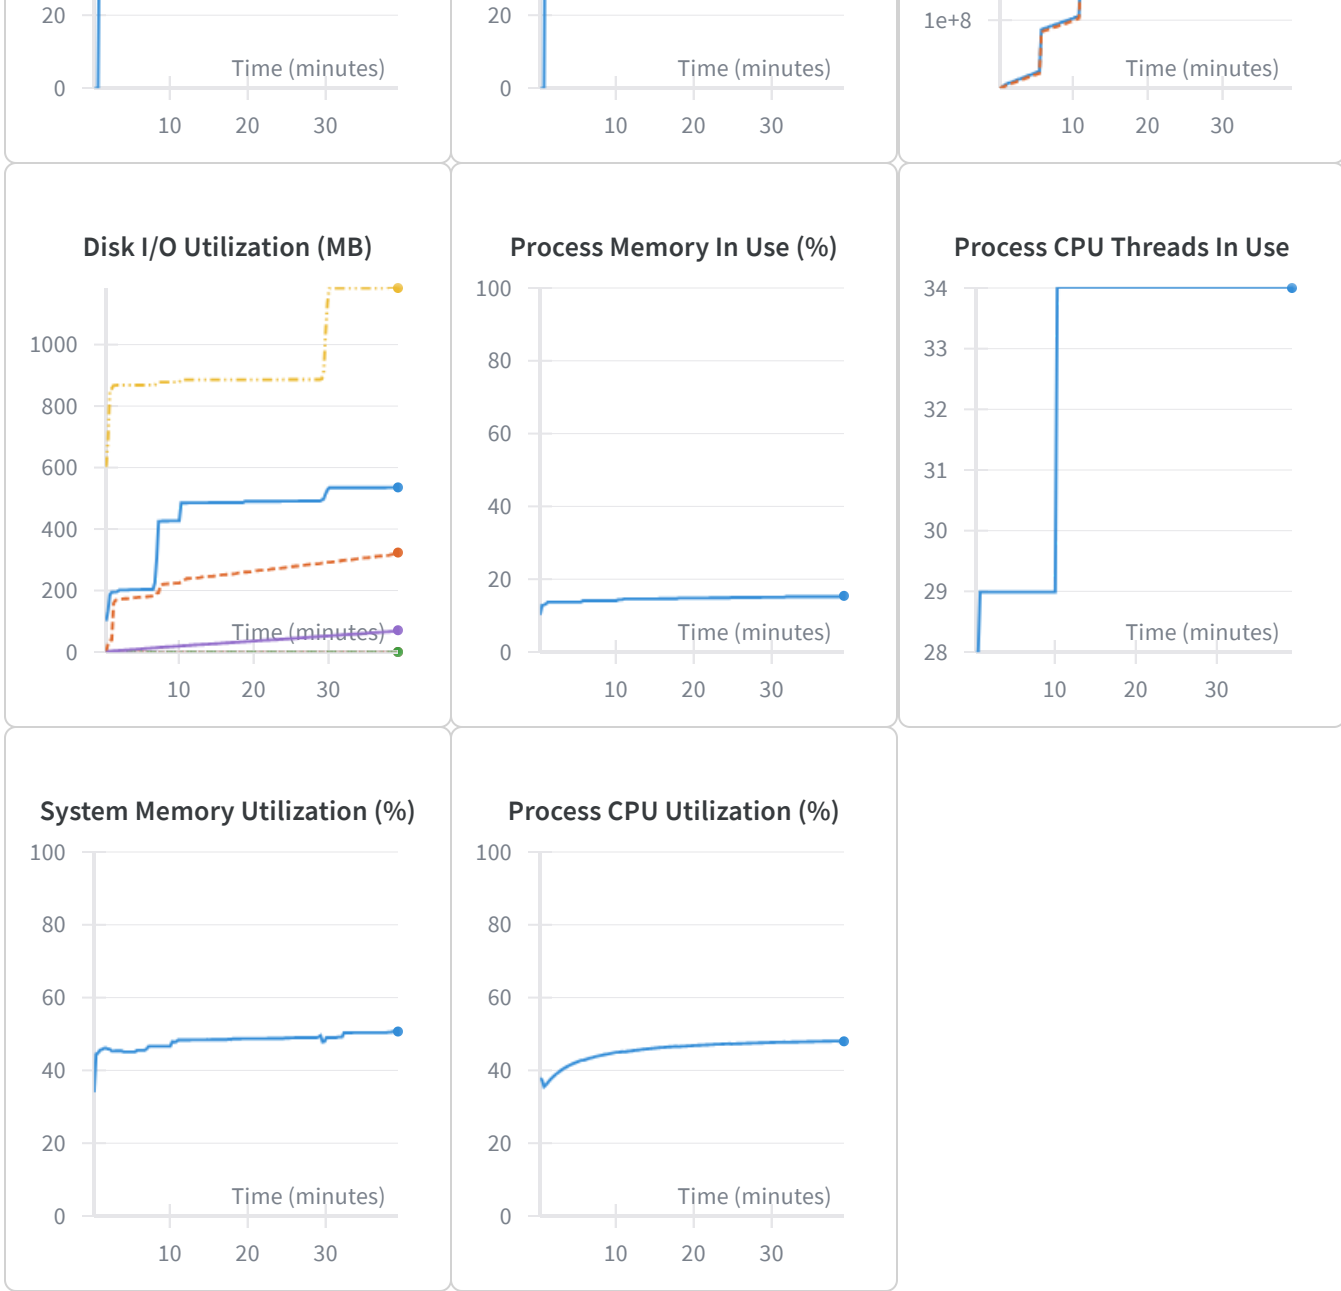 20
0
Time (minutes)
10 20 30
20
0
Time (minutes)
10 20 30
1e+8
Time (minutes)
10 20 30
Disk I/O Utilization (MB)
1000
800
600
400
200
0
Time (minutes)
10 20 30
Process Memory In Use (%)
100
80
60
40
20
0
Time (minutes)
10 20 30
Process CPU Threads In Use
34
33
32
31
30
29
28
Time (minutes)
10 20 30
System Memory Utilization (%)
100
80
60
40
20
0
Time (minutes)
10 20 30
Process CPU Utilization (%)
100
80
60
40
20
0
Time (minutes)
10 20 30